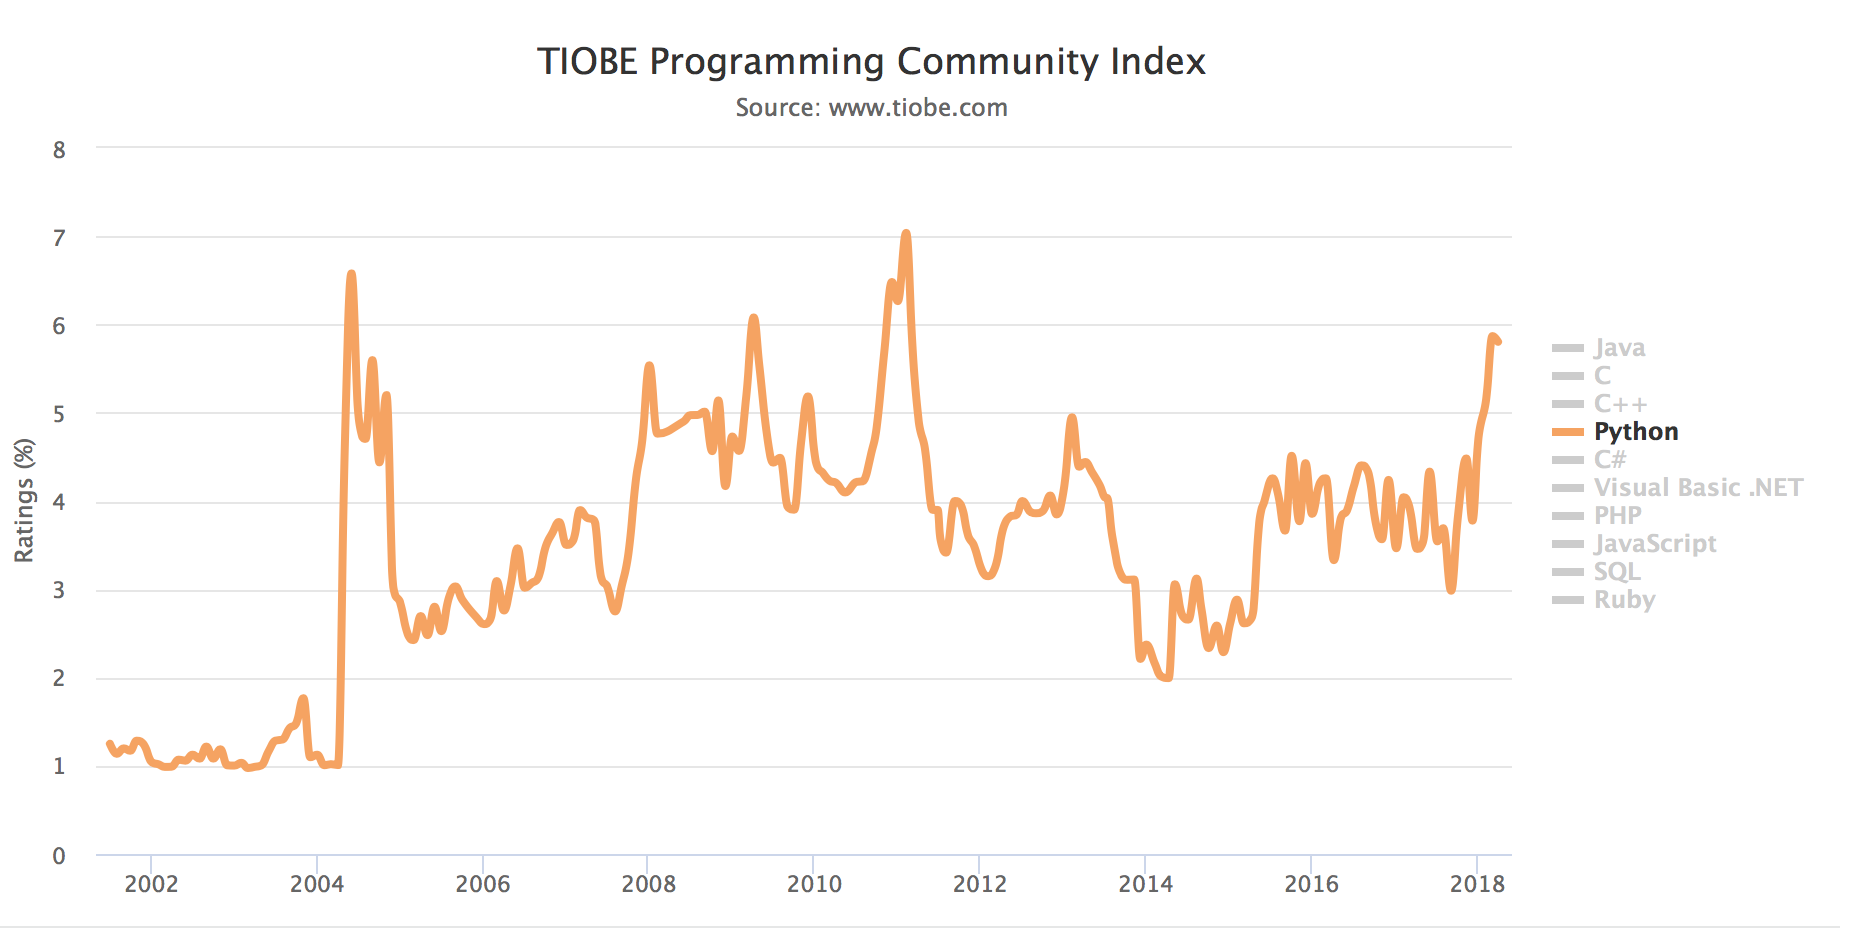 TIOBE Programming Community Index
Source: www.tiobe.com
8
7
6
5
4
3
2
1
0
Ratings (%)
2002 2004 2006 2008 2010 2012 2014 2016 2018
Java
C
C++
Python
C#
Visual Basic .NET
PHP
JavaScript
SQL
Ruby